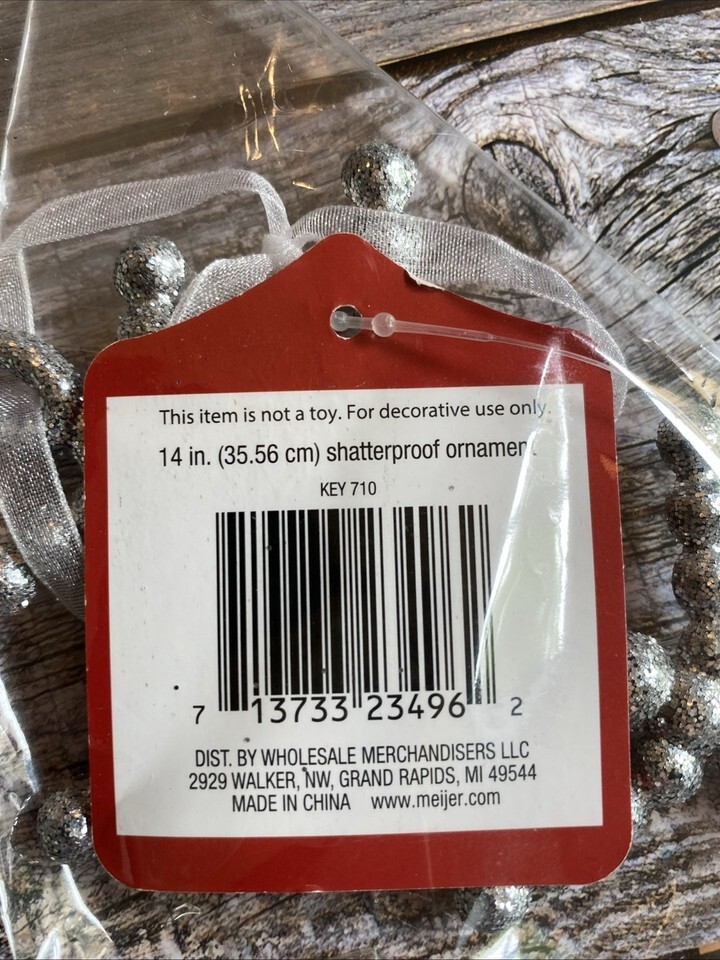 This item is not a toy. For decorative use only.
14 in. (35.56 cm) shatterproof ornament
KEY 710
7 13733 23496 2
DIST. BY WHOLESALE MERCHANDISERS LLC
2929 WALKER, NW, GRAND RAPIDS, MI 49544
MADE IN CHINA www.meijer.com